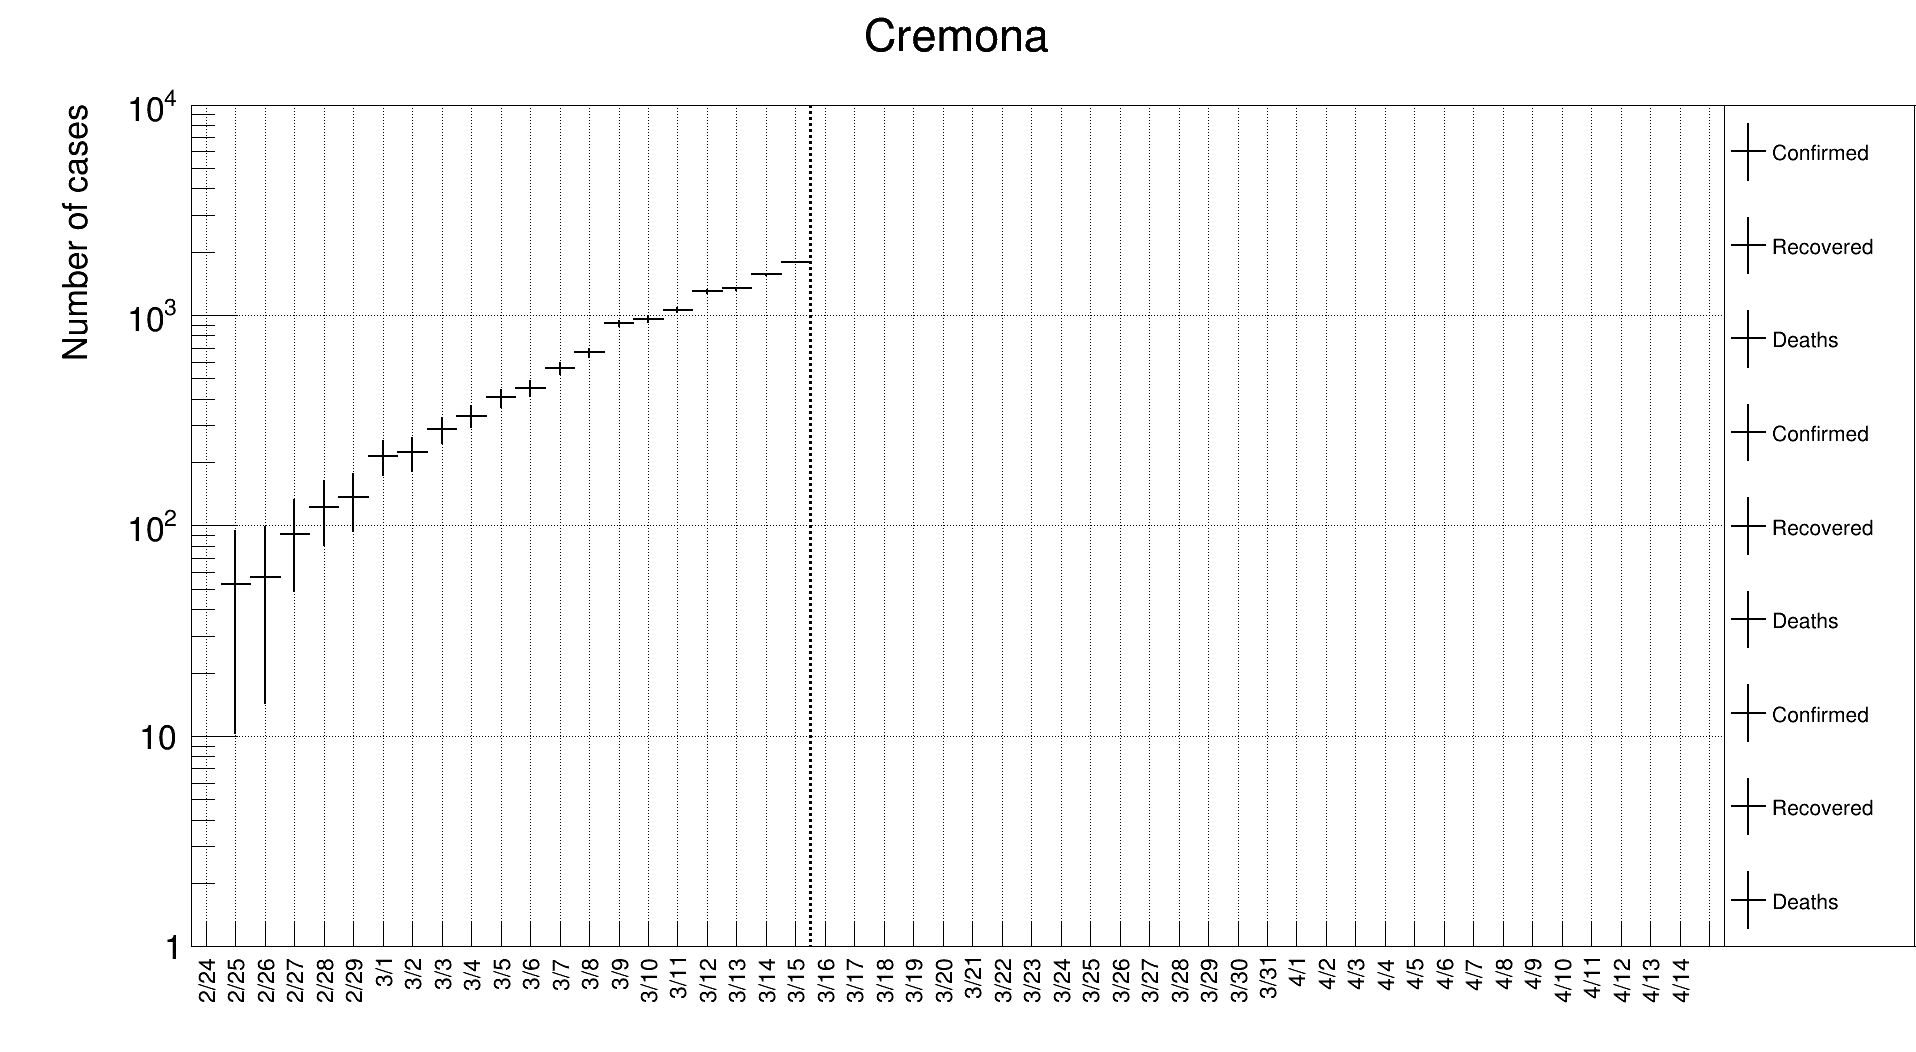 Cremona
Number of cases
10^4
10^3
10^2
10
1
2/24 2/25 2/26 2/27 2/28 2/29 3/1 3/2 3/3 3/4 3/5 3/6 3/7 3/8 3/9 3/10 3/11 3/12 3/13 3/14 3/15 3/16 3/17 3/18 3/19 3/20 3/21 3/22 3/23 3/24 3/25 3/26 3/27 3/28 3/29 3/30 3/31 4/1 4/2 4/3 4/4 4/5 4/6 4/7 4/8 4/9 4/10 4/11 4/12 4/13 4/14
Confirmed
Recovered
Deaths
Confirmed
Recovered
Deaths
Confirmed
Recovered
Deaths